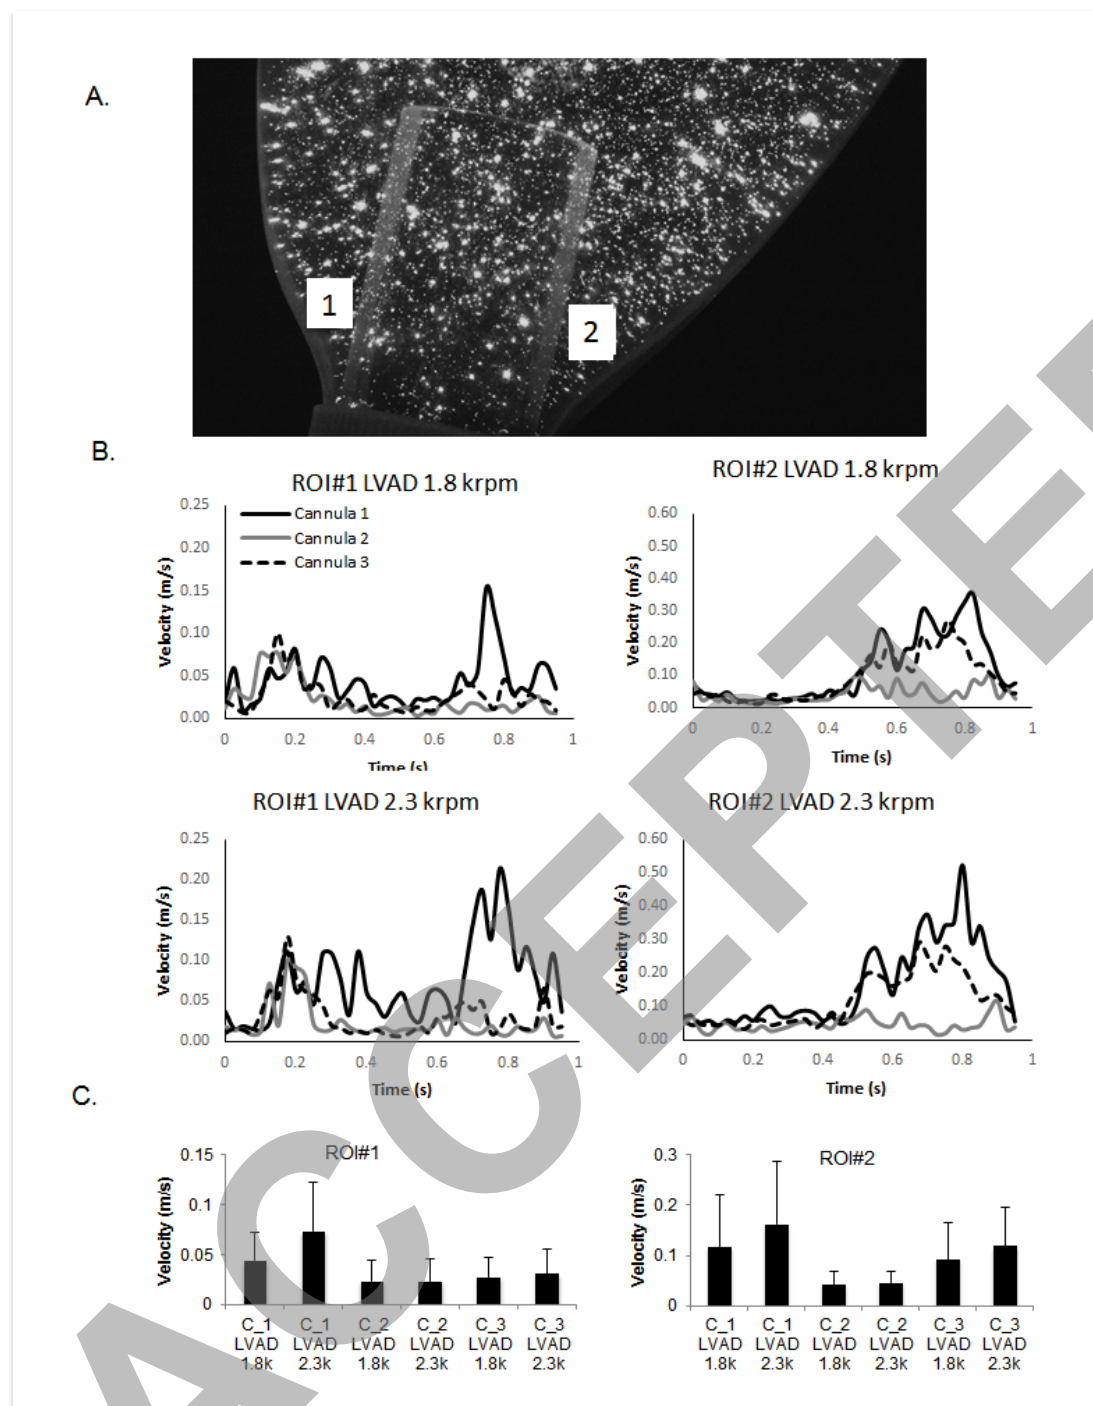 A.
1
2
B.
ROI#1 LVAD 1.8 krpm
0.25
0.20
0.15
0.10
0.05
0.00
Velocity (m/s)
Cannula 1
Cannula 2
Cannula 3
0 0.2 0.4 0.6 0.8 1
Time (s)
ROI#2 LVAD 1.8 krpm
0.60
0.50
0.40
0.30
0.20
0.10
0.00
Velocity (m/s)
0 0.2 0.4 0.6 0.8 1
Time (s)
ROI#1 LVAD 2.3 krpm
0.25
0.20
0.15
0.10
0.05
0.00
Velocity (m/s)
0 0.2 0.4 0.6 0.8 1
Time (s)
ROI#2 LVAD 2.3 krpm
0.60
0.50
0.40
0.30
0.20
0.10
0.00
Velocity (m/s)
0 0.2 0.4 0.6 0.8 1
Time (s)
C.
ROI#1
0.15
0.1
0.05
0
Velocity (m/s)
C_1 C_1 C_2 C_2 C_3 C_3
LVAD LVAD LVAD LVAD LVAD LVAD
1.8k 2.3k 1.8k 2.3k 1.8k 2.3k
ROI#2
0.3
0.2
0.1
0
Velocity (m/s)
C_1 C_1 C_2 C_2 C_3 C_3
LVAD LVAD LVAD LVAD LVAD LVAD
1.8k 2.3k 1.8k 2.3k 1.8k 2.3k
ACCEPTE